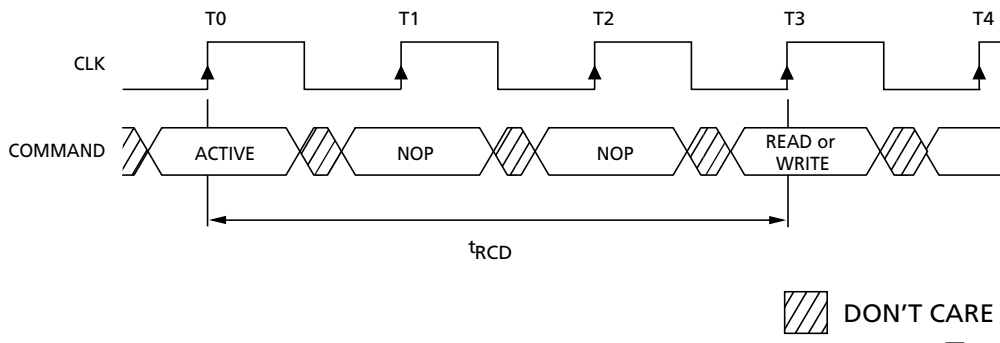 T0 T1 T2 T3 T4
CLK
COMMAND ACTIVE NOP NOP READ or
WRITE
tRCD
DON'T CARE